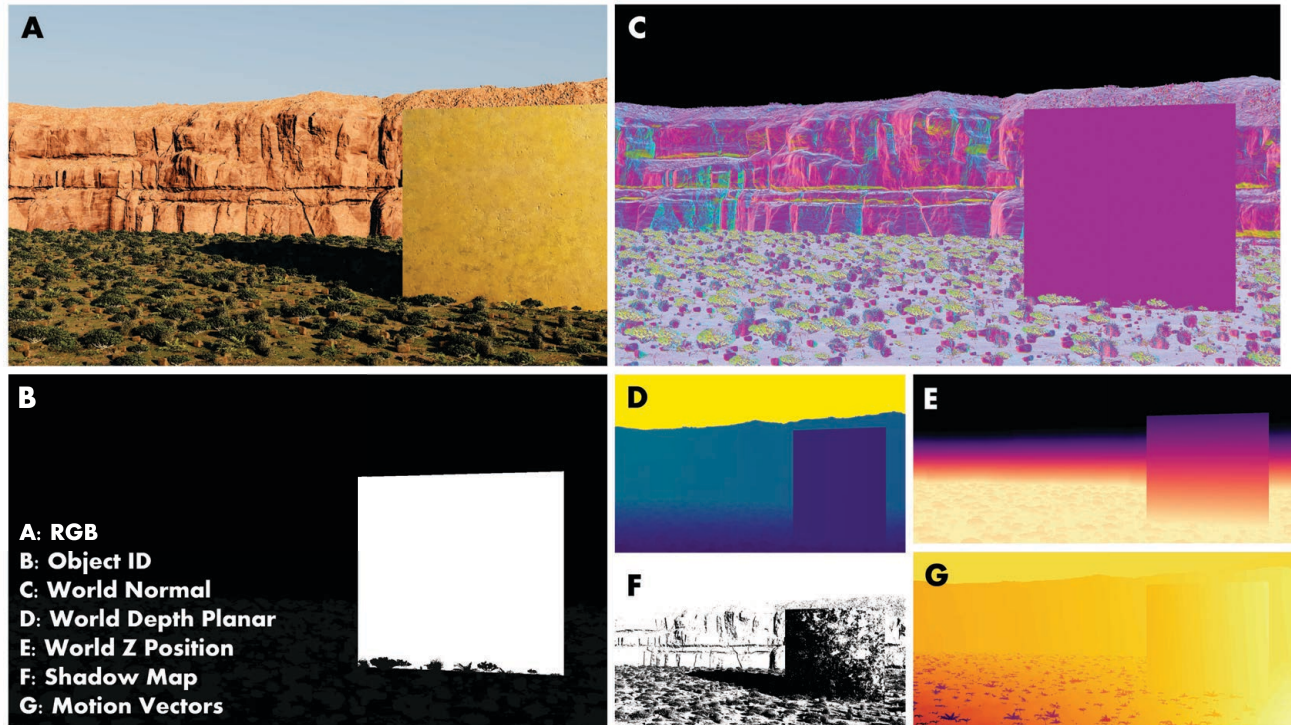 A
C
B
D
E
F
G
A: RGB
B: Object ID
C: World Normal
D: World Depth Planar
E: World Z Position
F: Shadow Map
G: Motion Vectors